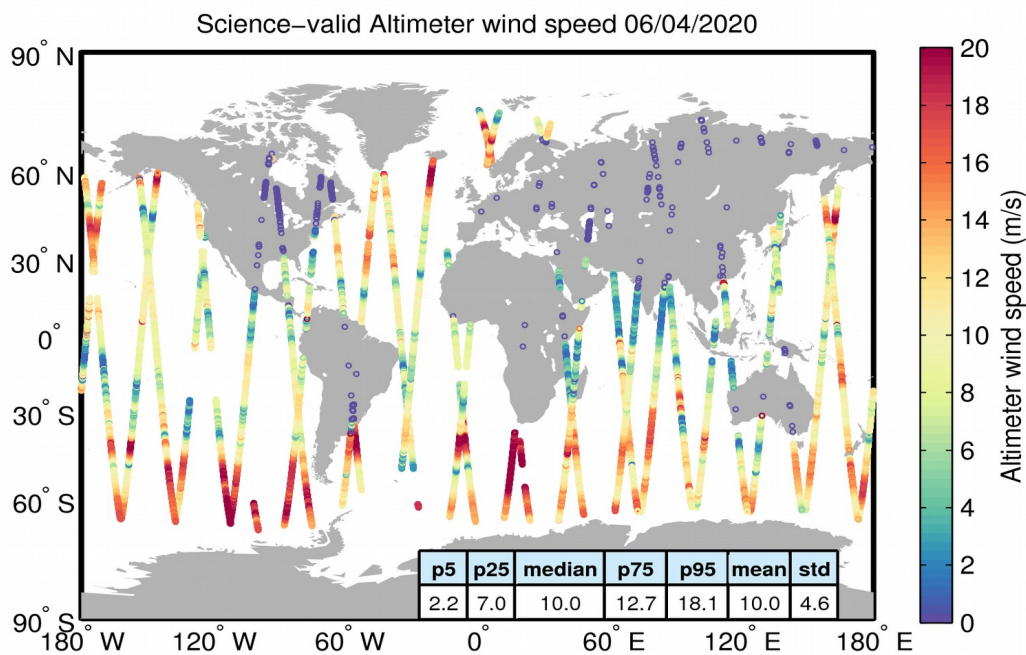 Science−valid Altimeter wind speed 06/04/2020
90° N
60° N
30° N
0°
30° S
60° S
90° S
180° W
120° W
60° W
0°
60° E
120° E
180° E
p5 p25 median p75 p95 mean std
2.2 7.0 10.0 12.7 18.1 10.0 4.6
20
18
16
14
12
10
8
6
4
2
0
Altimeter wind speed (m/s)